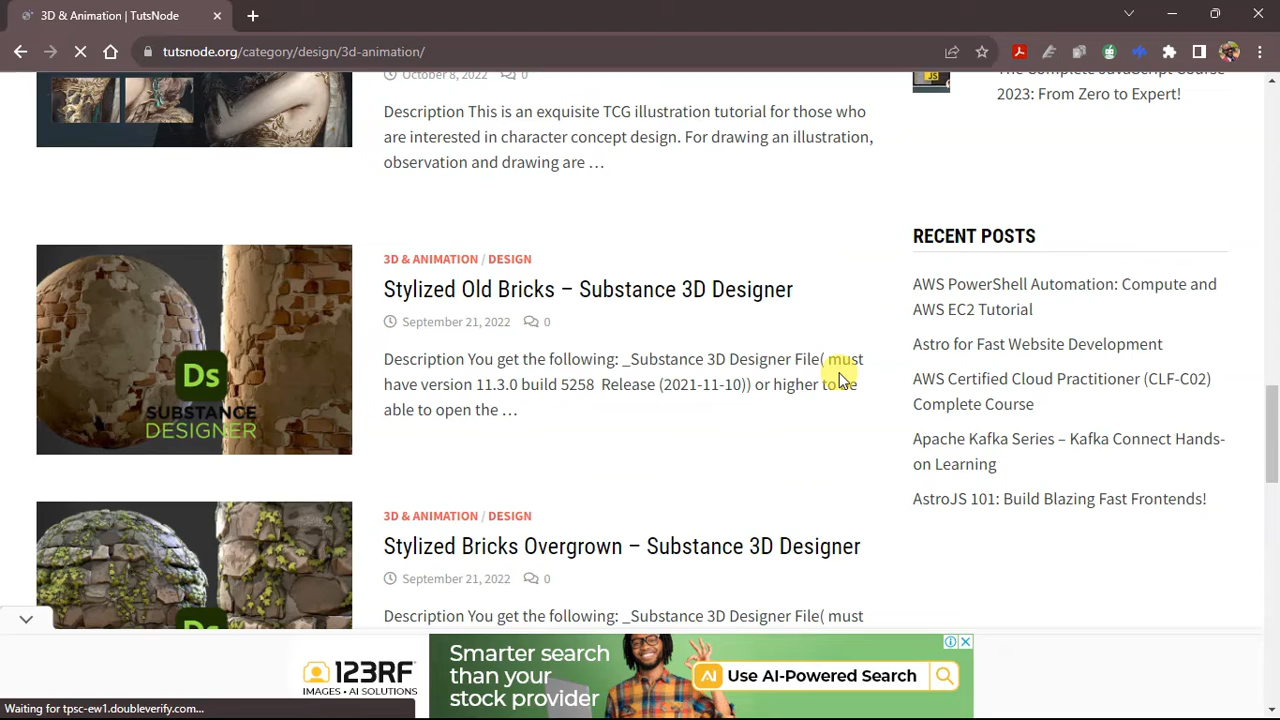 3D & Animation | TutsNode
tutsnode.org/category/design/3d-animation/
October 8, 2022 0
Description This is an exquisite TCG illustration tutorial for those who
are interested in character concept design. For drawing an illustration,
observation and drawing are …
JS
The Complete JavaScript Course
2023: From Zero to Expert!
3D & ANIMATION / DESIGN
Stylized Old Bricks – Substance 3D Designer
September 21, 2022 0
Description You get the following: _Substance 3D Designer File( must
have version 11.3.0 build 5258 Release (2021-11-10)) or higher to be
able to open the …
Ds
SUBSTANCE
DESIGNER
RECENT POSTS
AWS PowerShell Automation: Compute and
AWS EC2 Tutorial
Astro for Fast Website Development
AWS Certified Cloud Practitioner (CLF-C02)
Complete Course
Apache Kafka Series – Kafka Connect Hands-
on Learning
AstroJS 101: Build Blazing Fast Frontends!
3D & ANIMATION / DESIGN
Stylized Bricks Overgrown – Substance 3D Designer
September 21, 2022 0
Description You get the following: _Substance 3D Designer File( must
Ds
123RF
IMAGES • AI SOLUTIONS
Smarter search
than your
stock provider
AI Use AI-Powered Search
Waiting for tpsc-ew1.doubleverify.com...